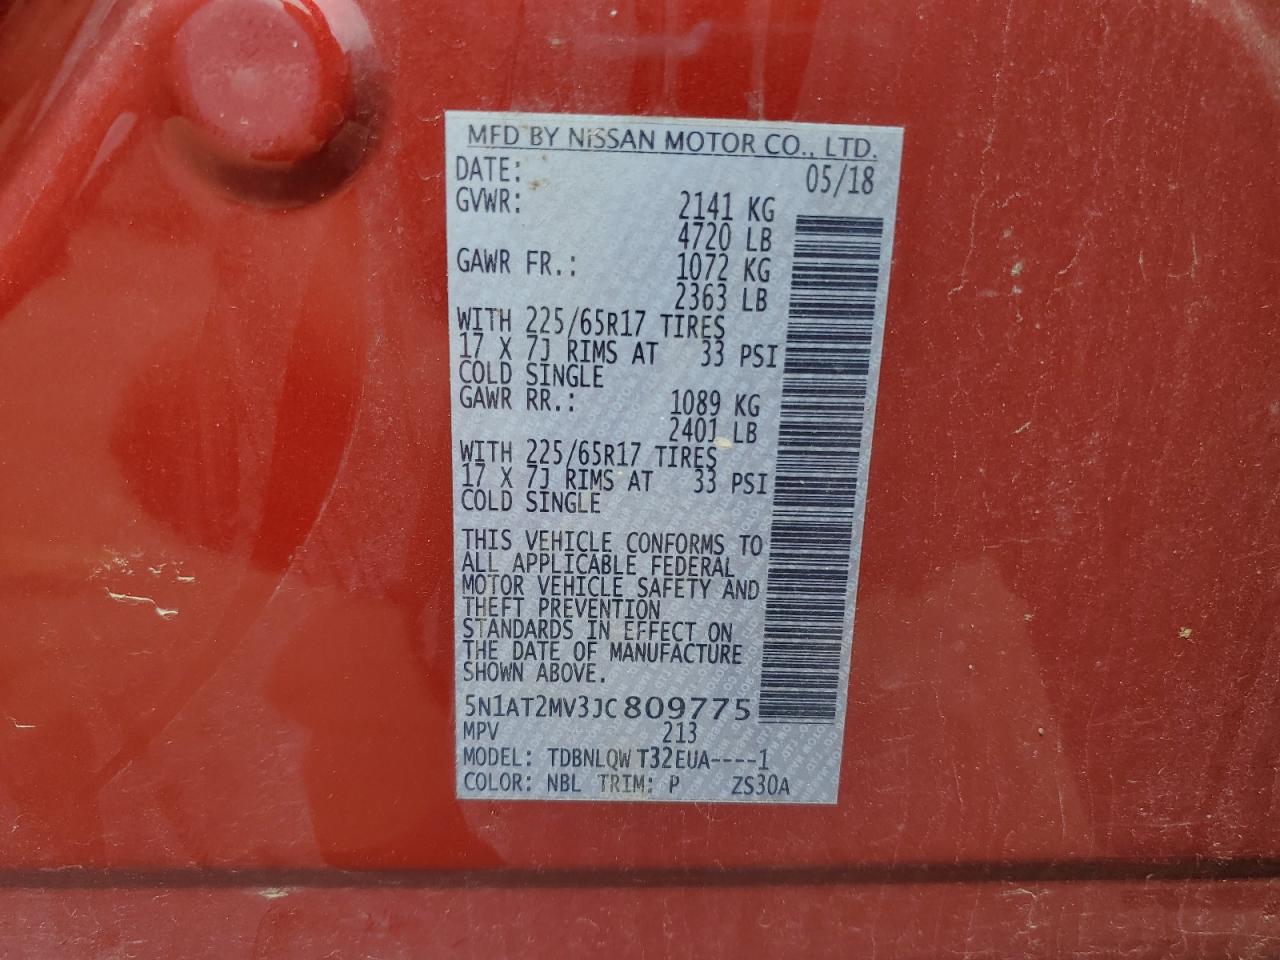 MFD BY NISSAN MOTOR CO., LTD.
DATE: 05/18
GVWR: 2141 KG
4720 LB
GAWR FR.: 1072 KG
2363 LB
WITH 225/65R17 TIRES
17 X 7J RIMS AT 33 PSI
COLD SINGLE
GAWR RR.: 1089 KG
2401 LB
WITH 225/65R17 TIRES
17 X 7J RIMS AT 33 PSI
COLD SINGLE
THIS VEHICLE CONFORMS TO
ALL APPLICABLE FEDERAL
MOTOR VEHICLE SAFETY AND
THEFT PREVENTION
STANDARDS IN EFFECT ON
THE DATE OF MANUFACTURE
SHOWN ABOVE.
5N1AT2MV3JC809775
MPV 213
MODEL: TDBNLQW T32EUA----1
COLOR: NBL TRIM: P ZS30A